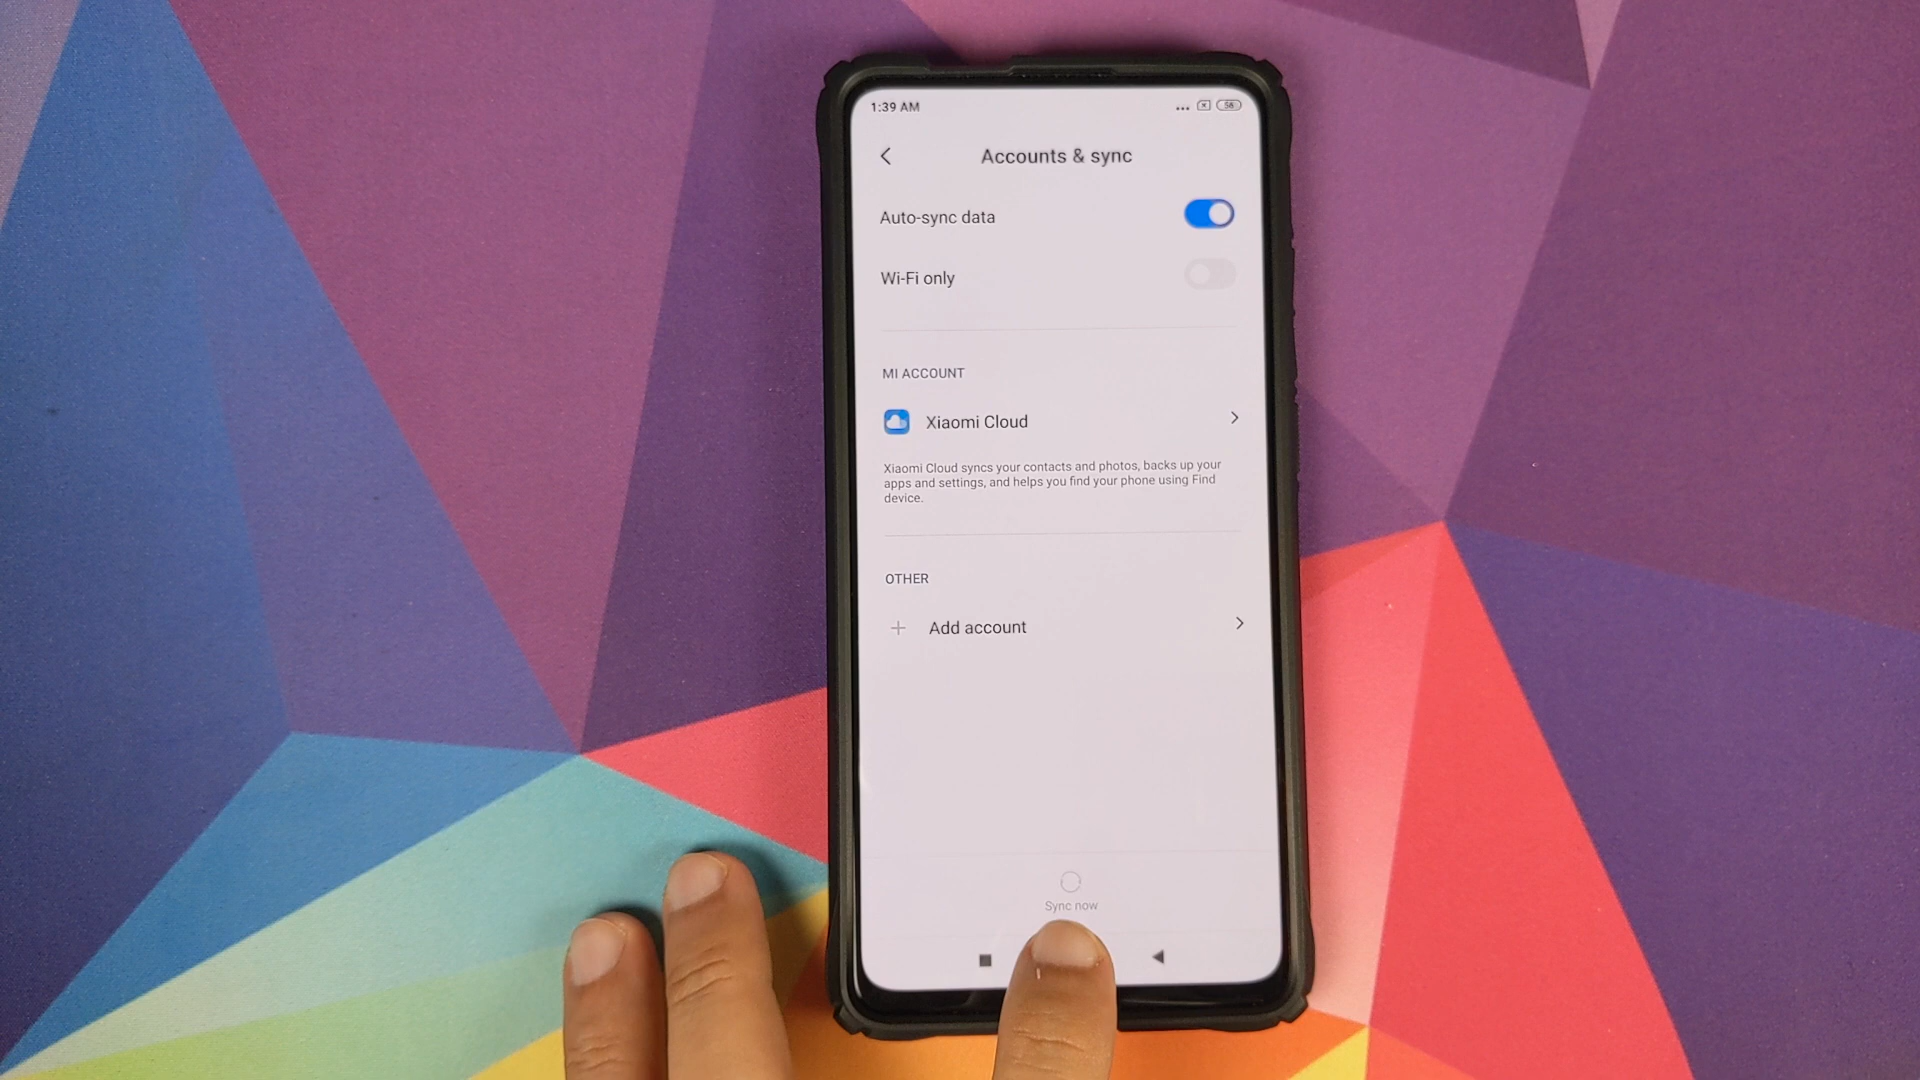 1:39 AM
56
Accounts & sync
Auto-sync data
Wi-Fi only
MI ACCOUNT
Xiaomi Cloud
Xiaomi Cloud syncs your contacts and photos, backs up your
apps and settings, and helps you find your phone using Find
device.
OTHER
Add account
Sync now